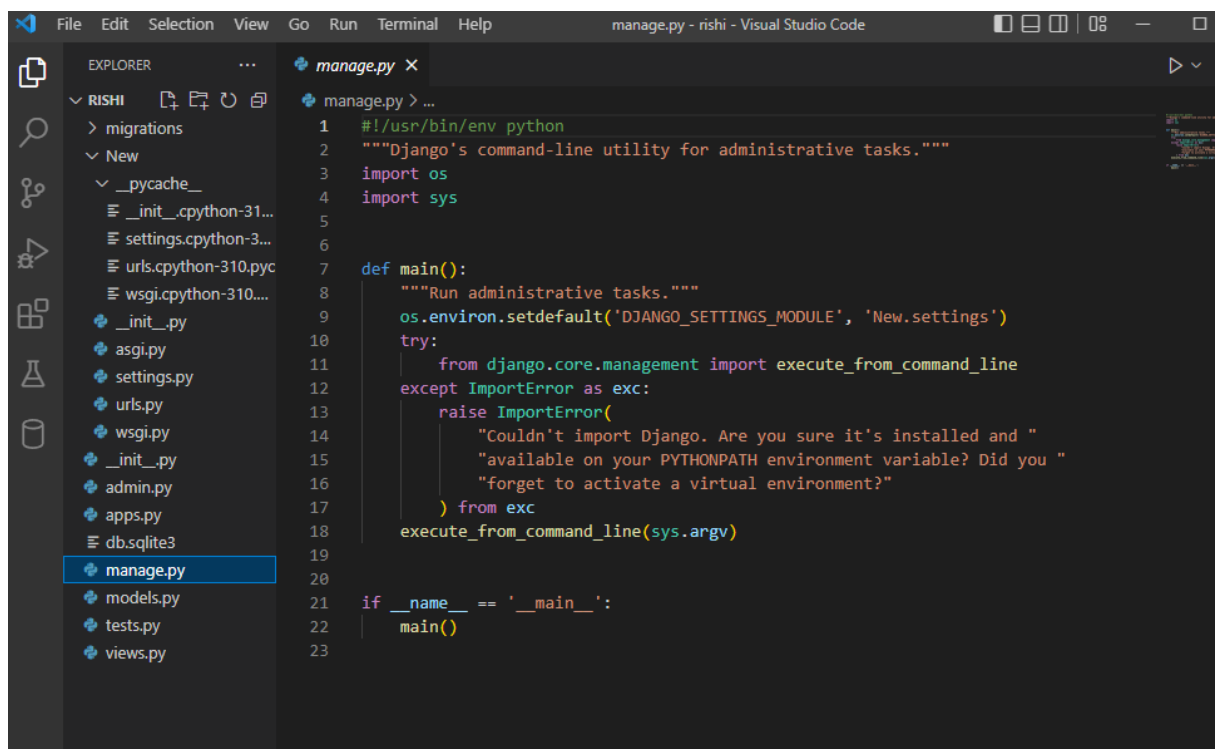 File Edit Selection View Go Run Terminal Help manage.py - rishi - Visual Studio Code
EXPLORER ...
manage.py
RISHI
manage.py > ...
migrations
New
__pycache__
__init__.cpython-31...
settings.cpython-3...
urls.cpython-310.pyc
wsgi.cpython-310....
__init__.py
asgi.py
settings.py
urls.py
wsgi.py
__init__.py
admin.py
apps.py
db.sqlite3
manage.py
models.py
tests.py
views.py
1 #!/usr/bin/env python
2 """Django's command-line utility for administrative tasks."""
3 import os
4 import sys
5
6
7 def main():
8     """Run administrative tasks."""
9     os.environ.setdefault('DJANGO_SETTINGS_MODULE', 'New.settings')
10     try:
11         from django.core.management import execute_from_command_line
12     except ImportError as exc:
13         raise ImportError(
14             "Couldn't import Django. Are you sure it's installed and "
15             "available on your PYTHONPATH environment variable? Did you "
16             "forget to activate a virtual environment?"
17         ) from exc
18     execute_from_command_line(sys.argv)
19
20
21 if __name__ == '__main__':
22     main()
23